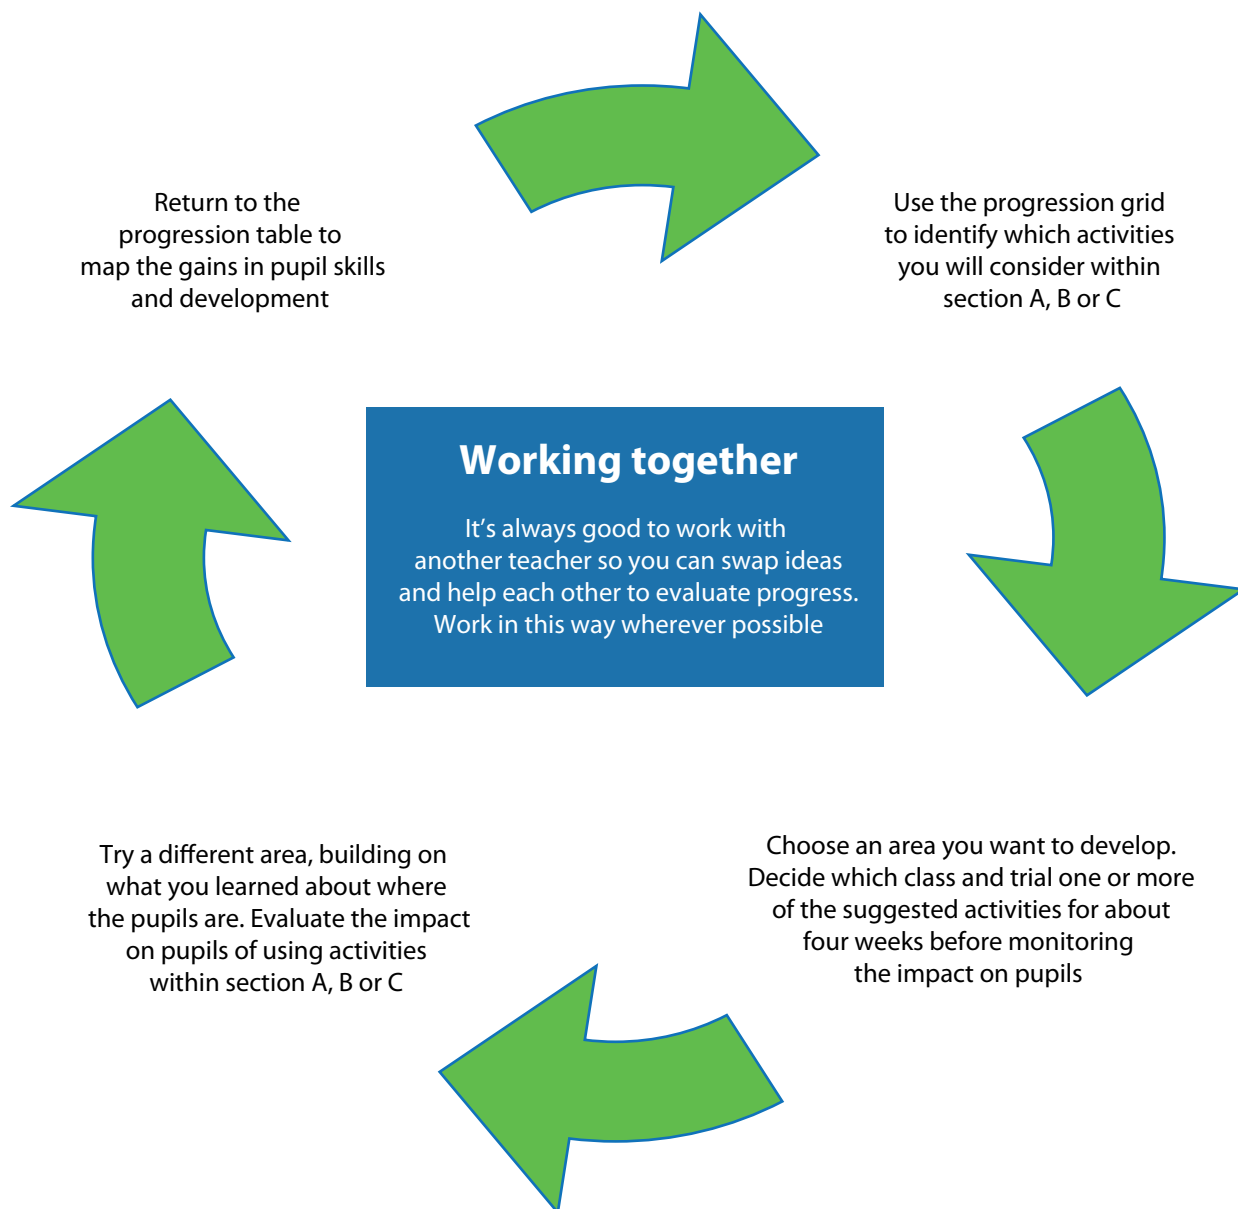 Return to the
progression table to
map the gains in pupil skills
and development
Use the progression grid
to identify which activities
you will consider within
section A, B or C
Working together
It’s always good to work with
another teacher so you can swap ideas
and help each other to evaluate progress.
Work in this way wherever possible
Try a different area, building on
what you learned about where
the pupils are. Evaluate the impact
on pupils of using activities
within section A, B or C
Choose an area you want to develop.
Decide which class and trial one or more
of the suggested activities for about
four weeks before monitoring
the impact on pupils